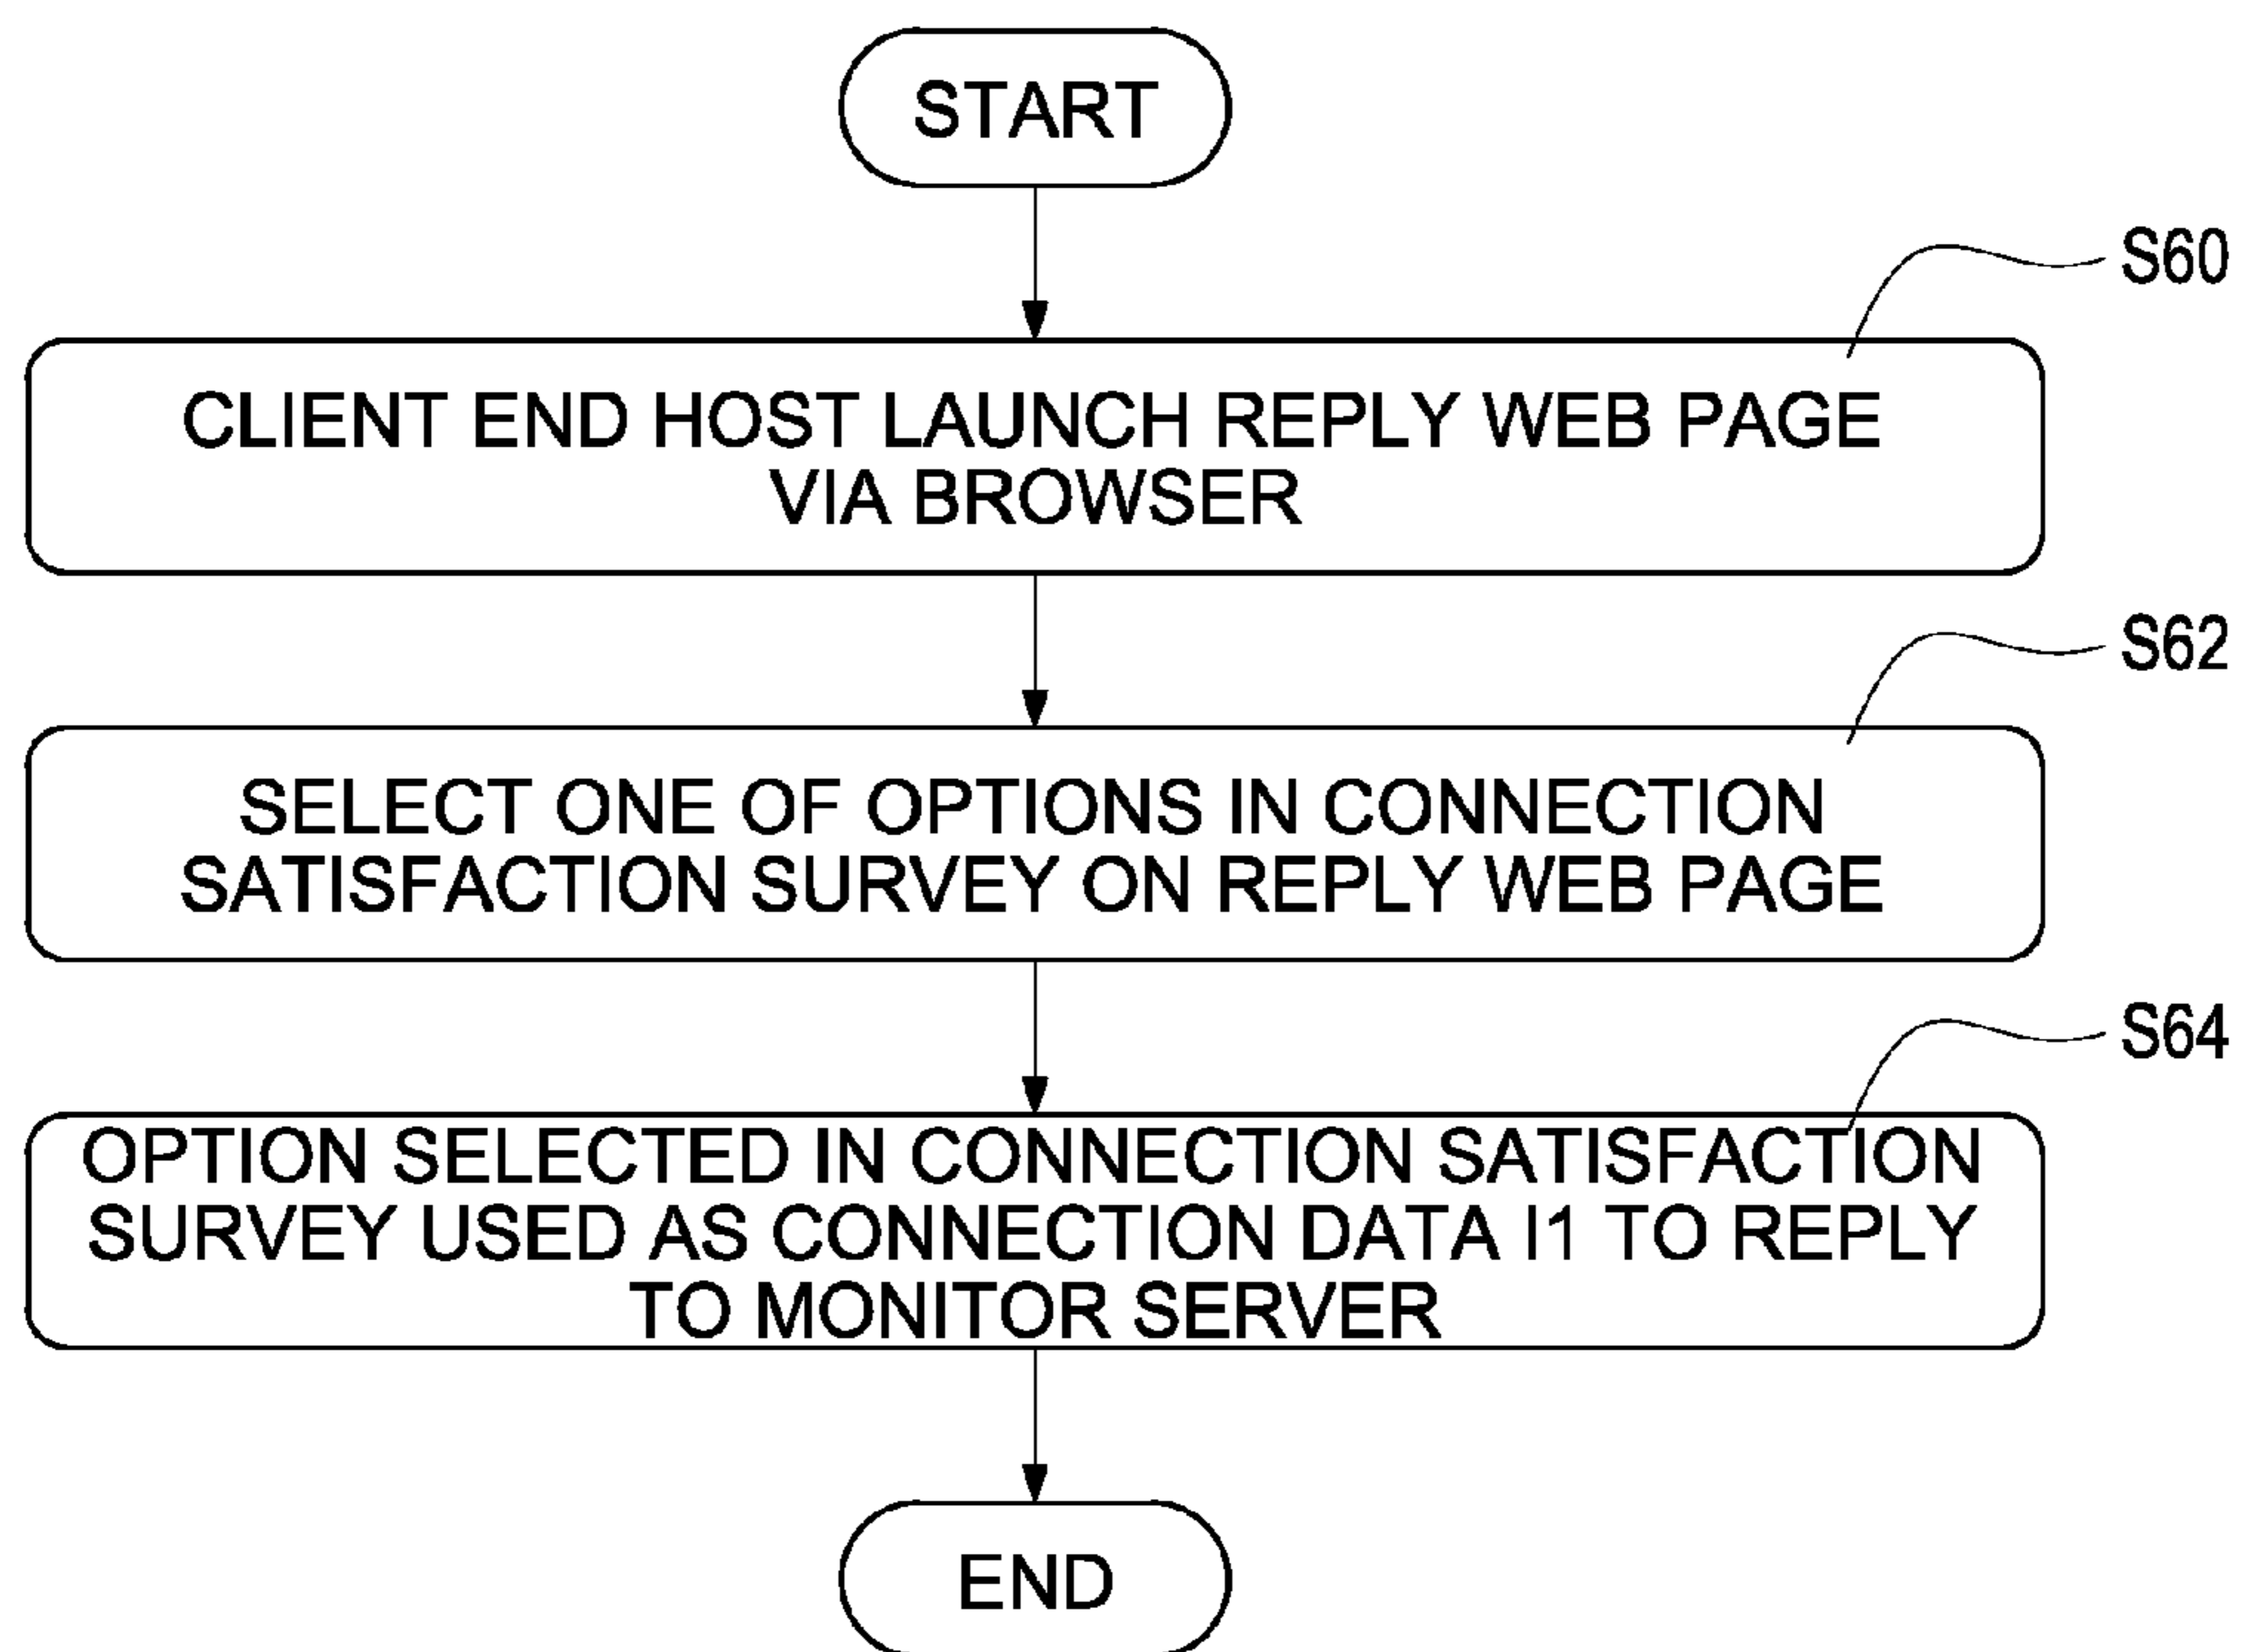 START
S60
CLIENT END HOST LAUNCH REPLY WEB PAGE
VIA BROWSER
S62
SELECT ONE OF OPTIONS IN CONNECTION
SATISFACTION SURVEY ON REPLY WEB PAGE
S64
OPTION SELECTED IN CONNECTION SATISFACTION
SURVEY USED AS CONNECTION DATA I1 TO REPLY
TO MONITOR SERVER
END